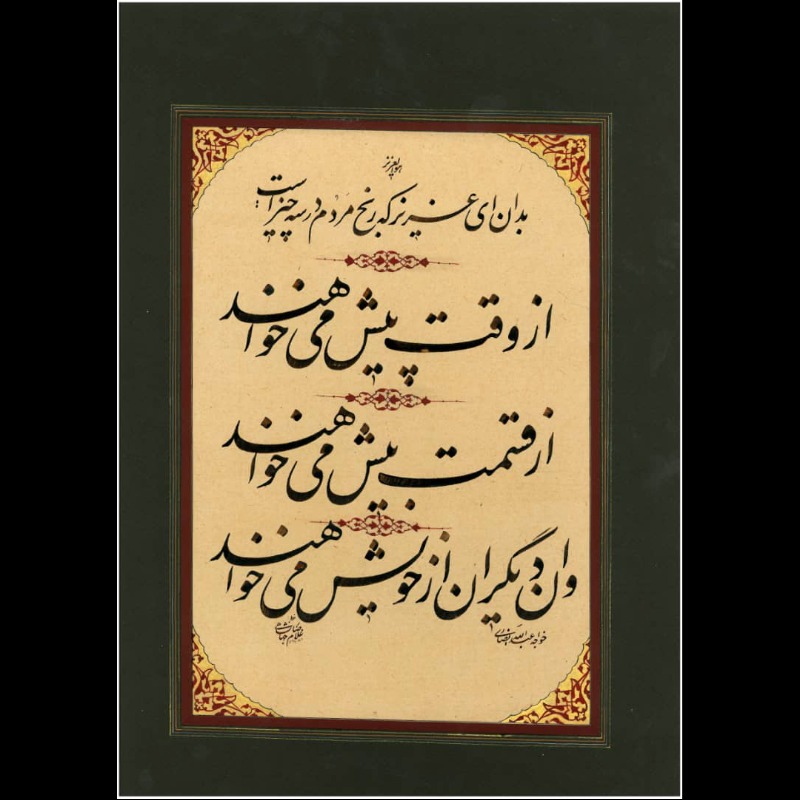 هوالعزیز
بدان ای عزیز که رنج مردم در سه چیز است
از وقت پیش می خواهند
از قسمت بیش می خواهند
وان دیگران از خویش می خواهند
خواجه عبدالله انصاری